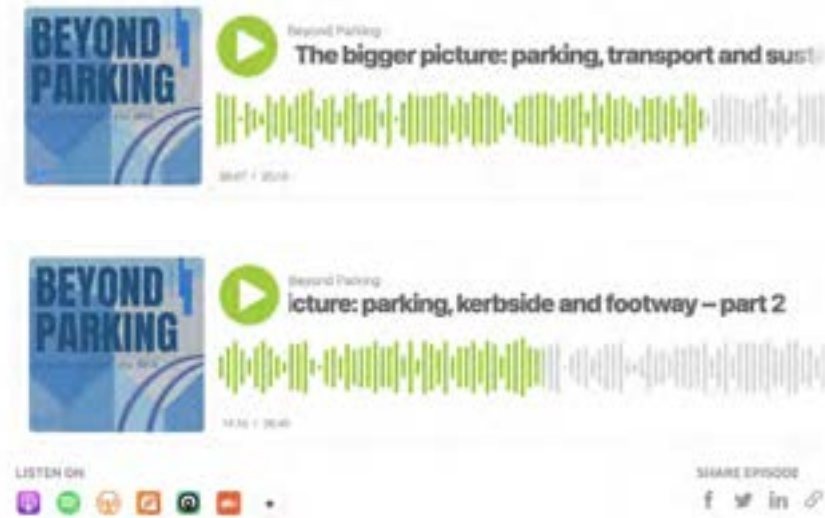 BEYOND
PARKING
Beyond Parking
The bigger picture: parking, transport and sust
BEYOND
PARKING
Beyond Parking
icture: parking, kerbside and footway – part 2
LISTEN ON
SHARE EPISODE